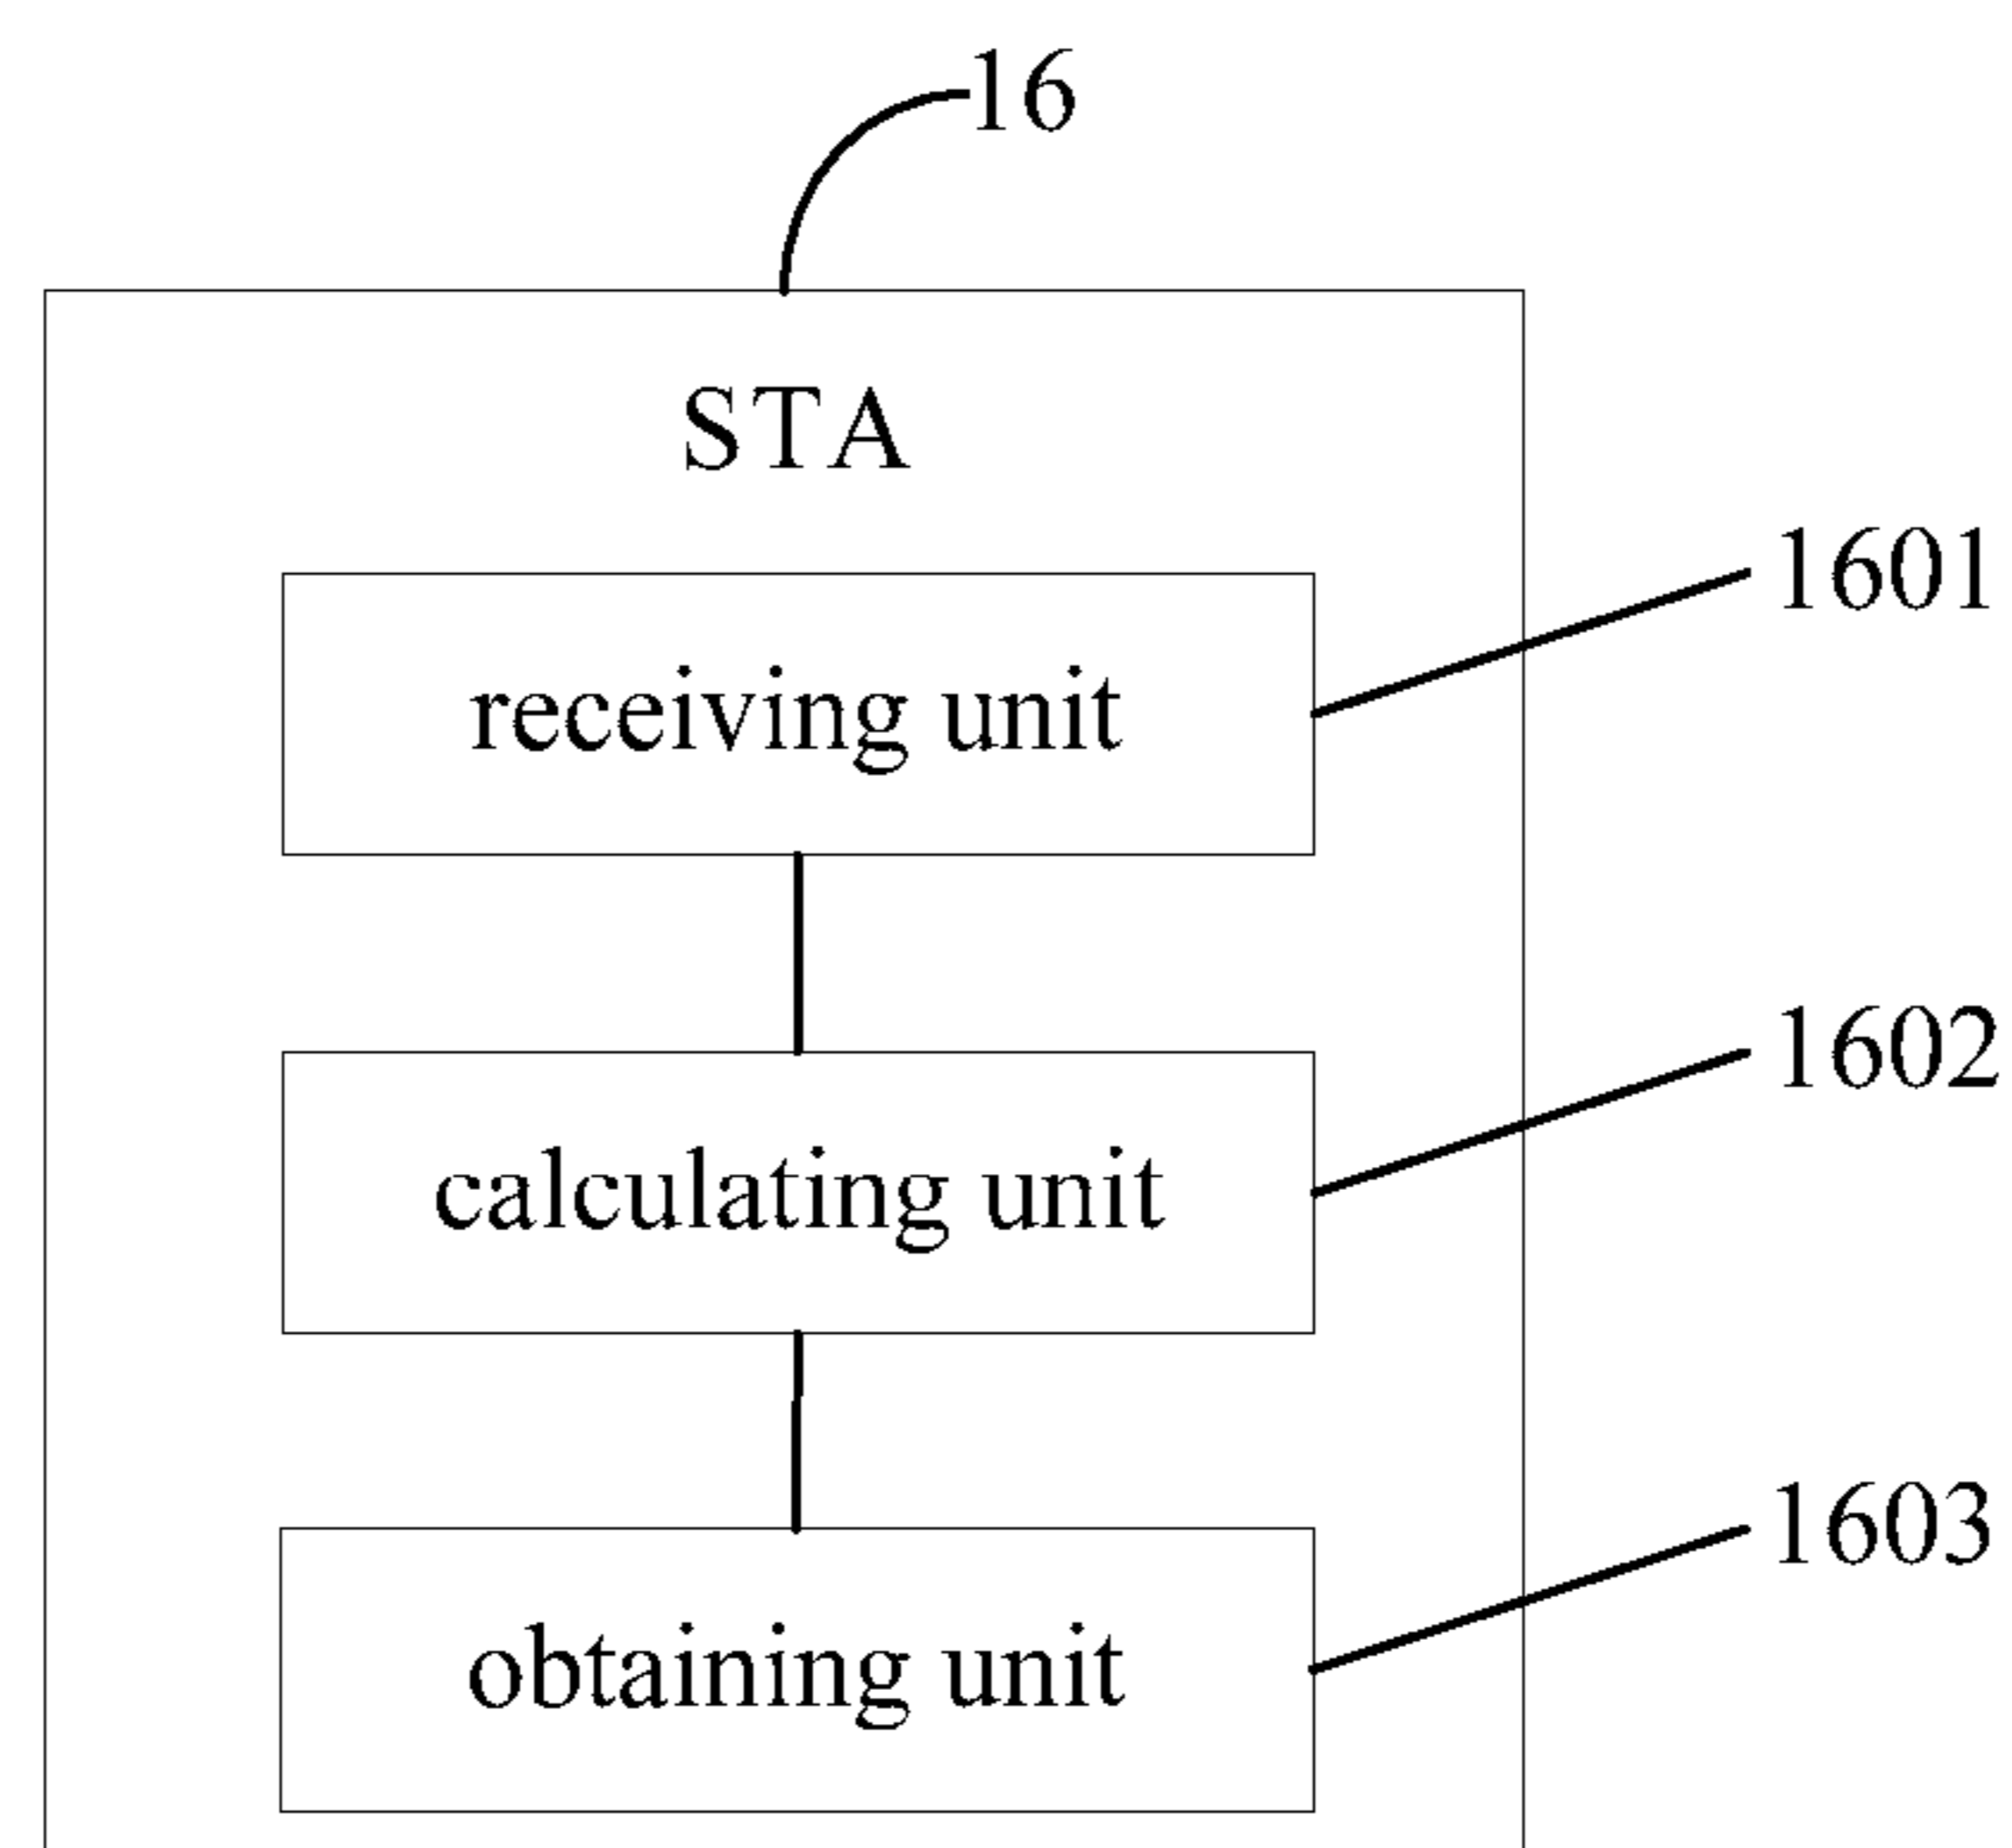 16
STA
1601
receiving unit
1602
calculating unit
1603
obtaining unit